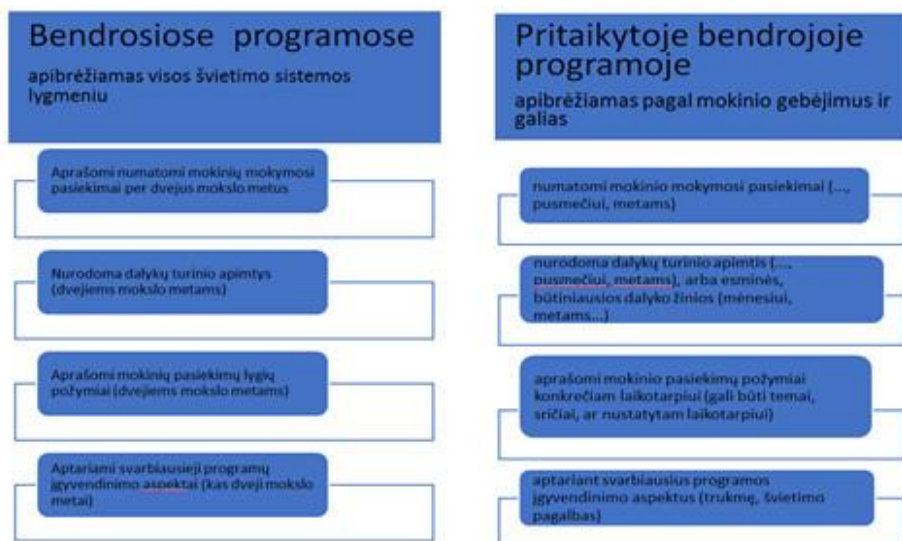 Bendrosiose programose
apibrėžiamas visos švietimo sistemos
lygmeniu
Aprašomi numatomi mokinių mokymosi
pasiekimai per dvejus mokslo metus
Nurodoma dalykų turinio apimtys
(dvejiems mokslo metams)
Aprašomi mokinių pasiekimų lygių
požymiai (dvejiems mokslo metams)
Aptariami svarbiausieji programų
įgyvendinimo aspektai (kas dveji mokslo
metai)
Pritaikytoje bendrojoje
programoje
apibrėžiamas pagal mokinio gebėjimus ir
galias
numatomi mokinio mokymosi pasiekimai (...,
pusmečiui, metams)
nurodoma dalykų turinio apimtis (...,
pusmečiui, metams), arba esminės,
būtiniausios dalyko žinios (mėnesiui,
metams...)
aprašomi mokinio pasiekimų požymiai
konkrečiam laikotarpiui (gali būti temai,
sričiai, ar nustatytam laikotarpiui)
aptariant svarbiausius programos
įgyvendinimo aspektus (trukmę, švietimo
pagalbas)